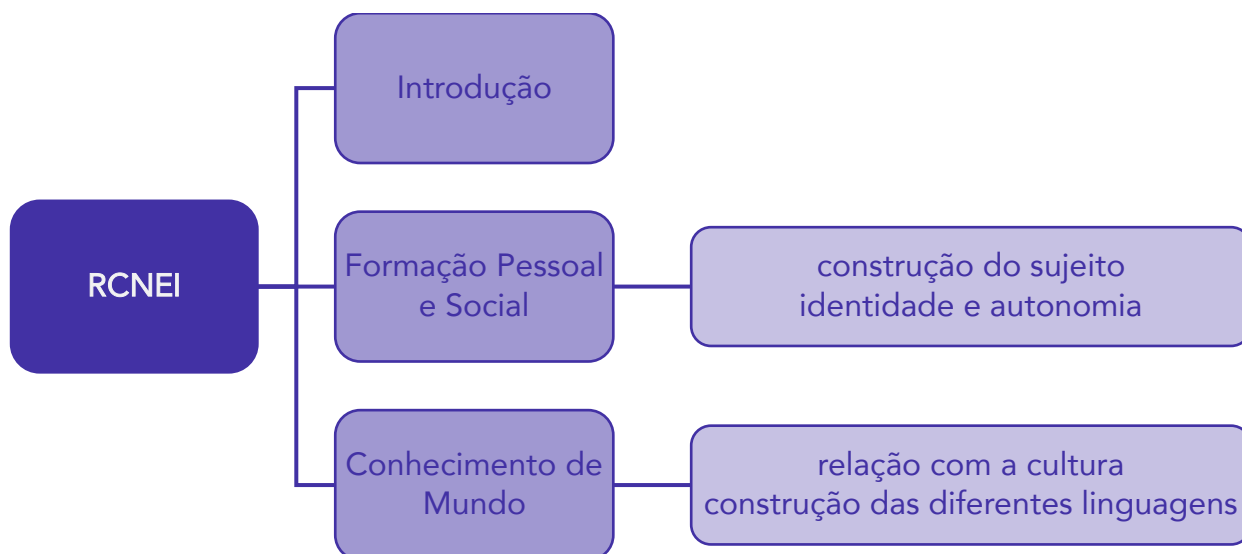 Introdução
RCNEI
Formação Pessoal
e Social
construção do sujeito
identidade e autonomia
Conhecimento de
Mundo
relação com a cultura
construção das diferentes linguagens